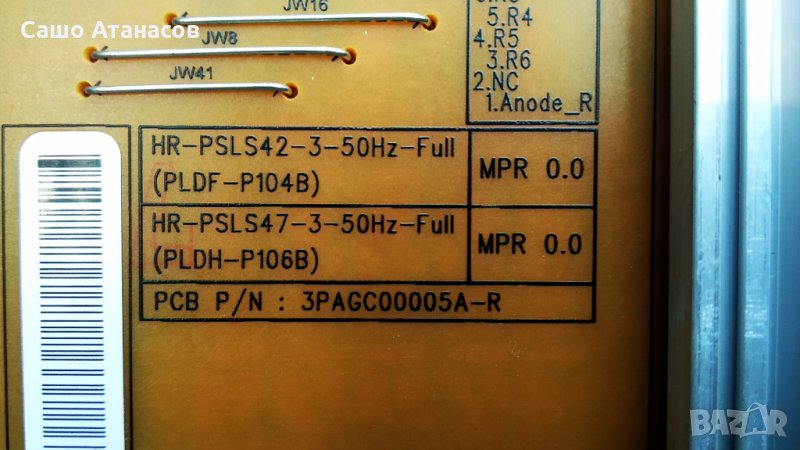 Сашо Атанасов
JW16
JW8
JW41
5.R4
4.R5
3.R6
2.NC
1.Anode_R
HR-PSLS42-3-50Hz-Full
(PLDF-P104B)
MPR 0.0
HR-PSLS47-3-50Hz-Full
(PLDH-P106B)
MPR 0.0
PCB P/N : 3PAGC00005A-R
BAZAR